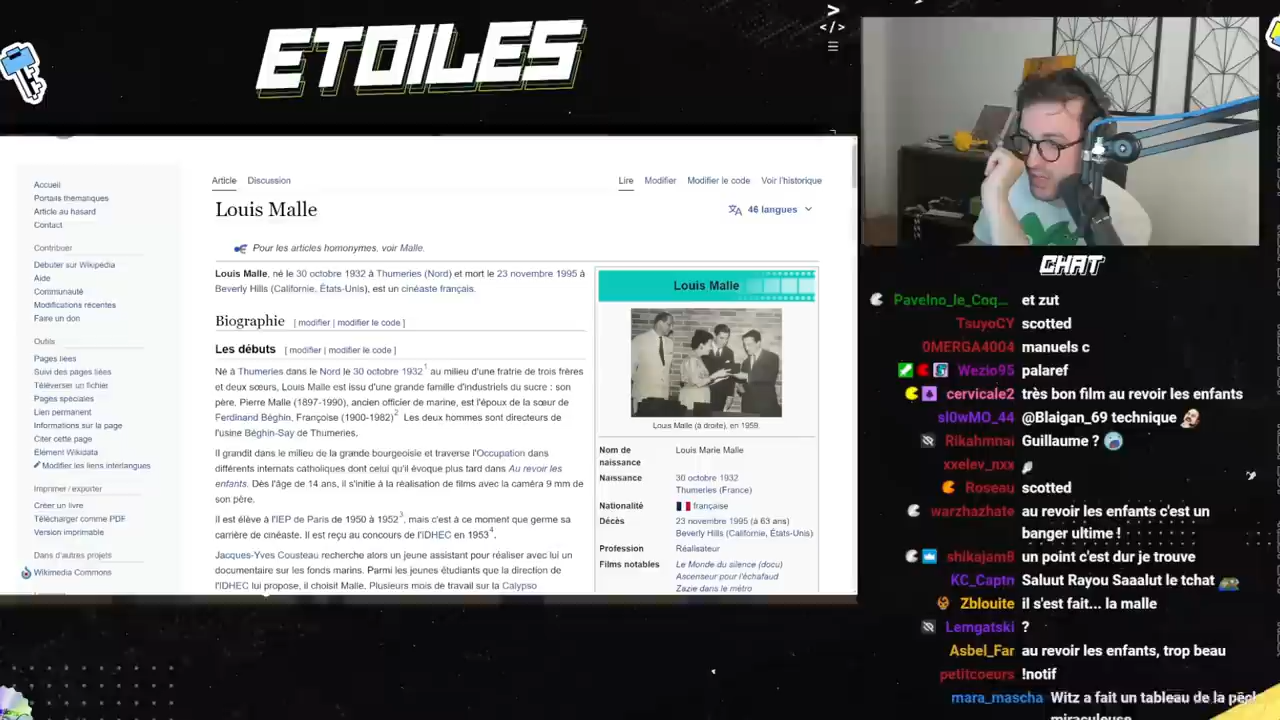 ETOILES
>
</>
Article Discussion Lire Modifier Modifier le code Voir l'historique
Louis Malle
46 langues
Pour les articles homonymes, voir Malle.
Louis Malle, né le 30 octobre 1932 à Thumeries (Nord) et mort le 23 novembre 1995 à
Beverly Hills (Californie, États-Unis), est un cinéaste français.
Biographie [ modifier | modifier le code ]
Les débuts [ modifier | modifier le code ]
Né à Thumeries dans le Nord le 30 octobre 1932¹ au milieu d'une fratrie de trois frères
et deux sœurs, Louis Malle est issu d'une grande famille d'industriels du sucre : son
père, Pierre Malle (1897-1990), ancien officier de marine, est l'époux de la sœur de
Ferdinand Béghin, Françoise (1900-1982)². Les deux hommes sont directeurs de
l'usine Béghin-Say de Thumeries.
Il grandit dans le milieu de la grande bourgeoisie et traverse l'Occupation dans
différents internats catholiques dont celui qu'il évoque plus tard dans Au revoir les
enfants. Dès l'âge de 14 ans, il s'initie à la réalisation de films avec la caméra 9 mm de
son père.
Il est élève à l'IEP de Paris de 1950 à 1952³, mais c'est à ce moment que germe sa
carrière de cinéaste. Il est reçu au concours de l'IDHEC en 1953⁴.
Jacques-Yves Cousteau recherche alors un jeune assistant pour réaliser avec lui un
documentaire sur les fonds marins. Parmi les jeunes étudiants que la direction de
l'IDHEC lui propose, il choisit Malle. Plusieurs mois de travail sur la Calypso
Accueil
Portails thématiques
Article au hasard
Contact
Contribuer
Débuter sur Wikipédia
Aide
Communauté
Modifications récentes
Faire un don
Outils
Pages liées
Suivi des pages liées
Téléverser un fichier
Pages spéciales
Lien permanent
Informations sur la page
Citer cette page
Élément Wikidata
Modifier les liens interlangues
Imprimer / exporter
Créer un livre
Télécharger comme PDF
Version imprimable
Dans d'autres projets
Wikimedia Commons
Louis Malle
Louis Malle (à droite), en 1959.
Nom de naissance Louis Marie Malle
Naissance 30 octobre 1932
Thumeries (France)
Nationalité française
Décès 23 novembre 1995 (à 63 ans)
Beverly Hills (Californie, États-Unis)
Profession Réalisateur
Films notables Le Monde du silence (docu)
Ascenseur pour l'échafaud
Zazie dans le métro
CHAT
Pavelno_le_Coq... et zut
TsuyoCY scotted
0MERGA4004 manuels c
Wezio95 palaref
cervicale2 très bon film au revoir les enfants
sl0wMO_44 @Blaigan_69 technique
Rikahmnai Guillaume ?
xxelev_nxx
Roseau scotted
warzhazhate au revoir les enfants c'est un
banger ultime !
shikajam8 un point c'est dur je trouve
KC_Captn Saluut Rayou Saaalut le tchat
Zblouite il s'est fait... la malle
Lemgatski ?
Asbel_Far au revoir les enfants, trop beau
petitcoeurs !notif
mara_mascha Witz a fait un tableau de la pêch
miraculeuse